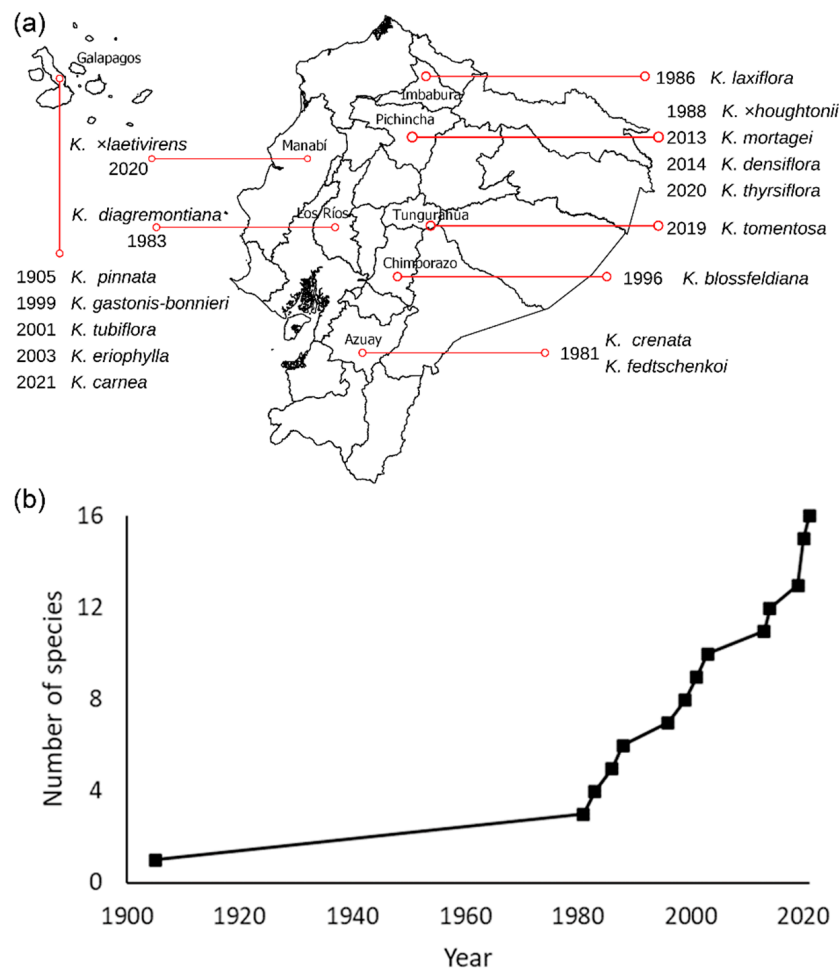 (a)
Galapagos
1986 K. laxiflora
Imbabura
1988 K. ×houghtonii
Pichincha
2013 K. mortagei
K. ×laetivirens
2020
Manabí
2014 K. densiflora
2020 K. thyrsiflora
K. diagremontiana
1983
Los Ríos
Tungurahua
2019 K. tomentosa
Chimporazo
1996 K. blossfeldiana
1905 K. pinnata
1999 K. gastonis-bonnieri
2001 K. tubiflora
2003 K. eriophylla
2021 K. carnea
Azuay
1981 K. crenata
K. fedtschenkoi
(b)
16
12
8
4
0
Number of species
1900 1920 1940 1960 1980 2000 2020
Year